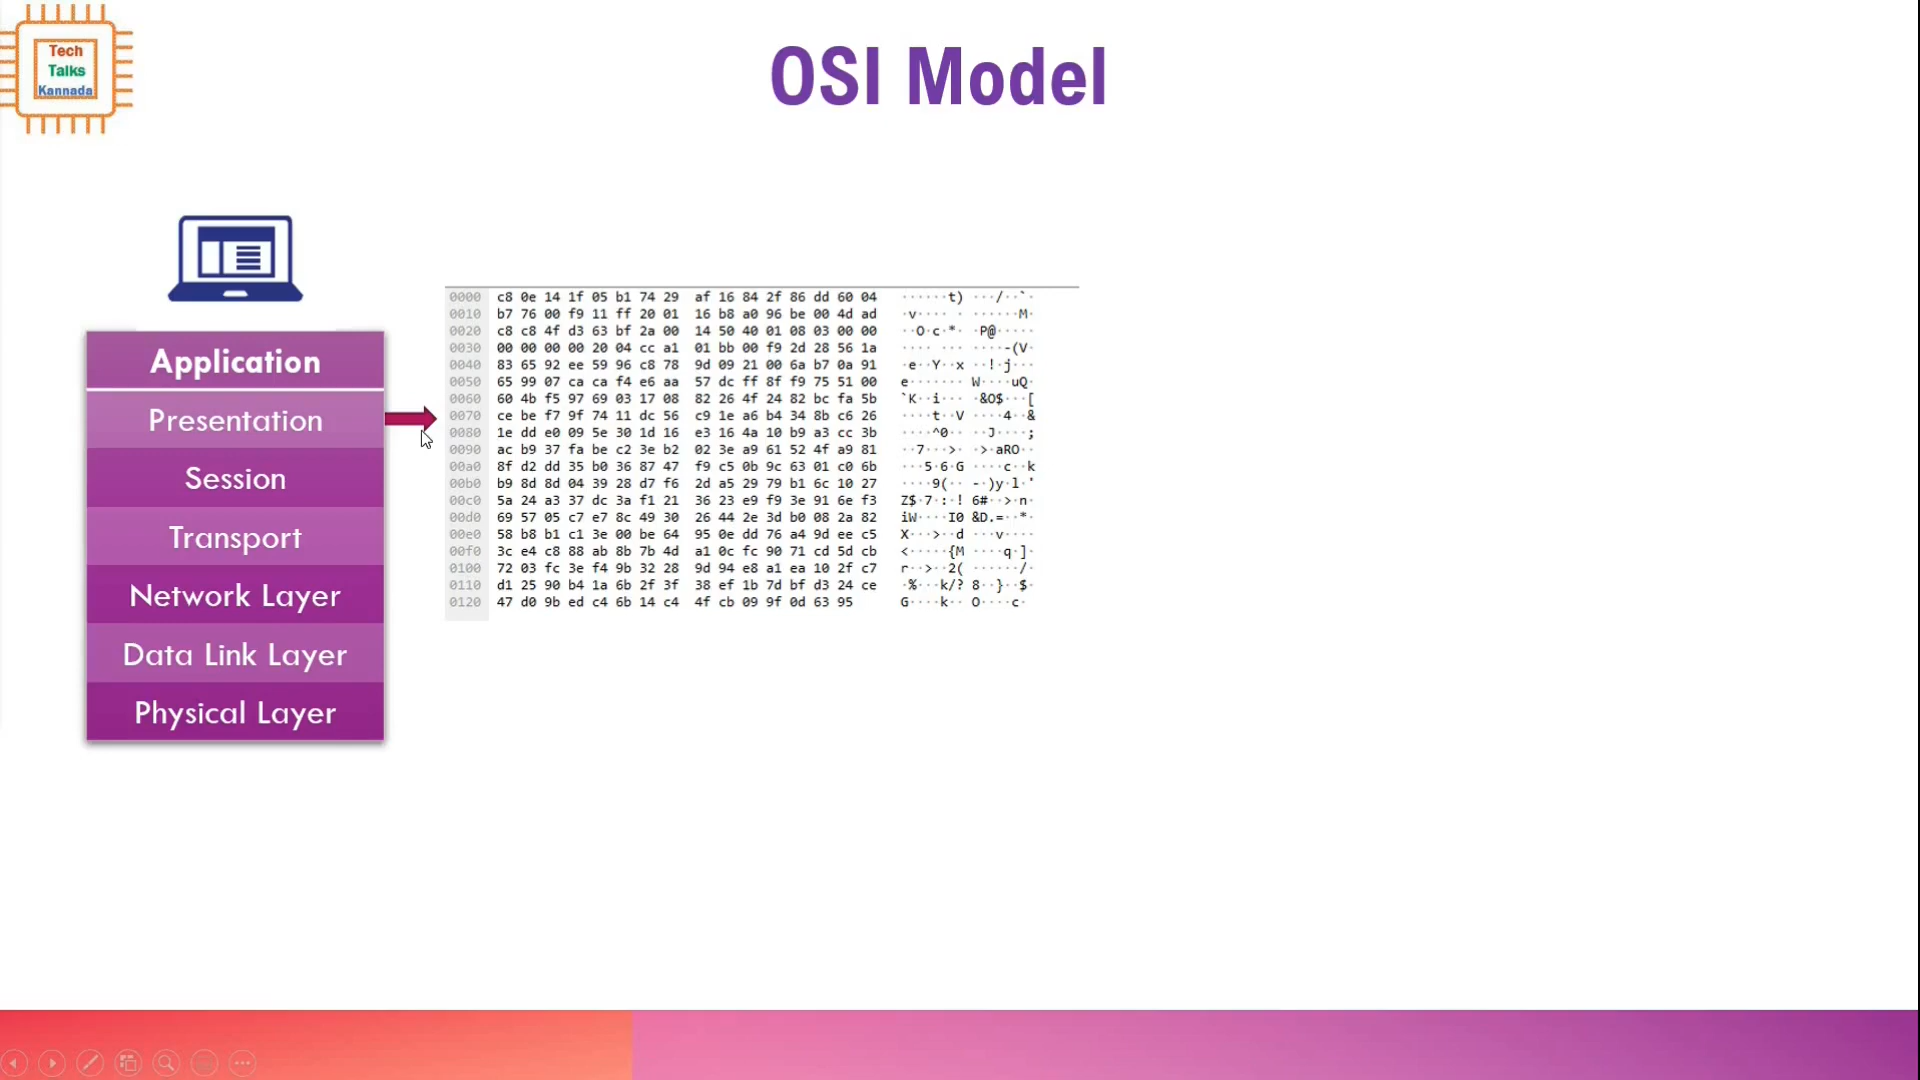 Tech
Talks
Kannada
OSI Model
Application
Presentation
Session
Transport
Network Layer
Data Link Layer
Physical Layer
0000 c8 0e 14 1f 05 b1 74 29 af 16 84 2f 86 dd 60 04 ······t) ···/··`·
0010 b7 76 00 f9 11 ff 20 01 16 b8 a0 96 be 00 4d ad ·v···· · ······M·
0020 c8 c8 4f d3 63 bf 2a 00 14 50 40 01 08 03 00 00 ··O·c·*· ·P@·····
0030 00 00 00 00 20 04 cc a1 01 bb 00 f9 2d 28 56 1a ···· ··· ····-(V·
0040 83 65 92 ee 59 96 c8 78 9d 09 21 00 6a b7 0a 91 ·e··Y··x ··!·j···
0050 65 99 07 ca ca f4 e6 aa 57 dc ff 8f f9 75 51 00 e······· W····uQ·
0060 60 4b f5 97 69 03 17 08 82 26 4f 24 82 bc fa 5b `K··i··· ·&O$···[
0070 ce be f7 9f 74 11 dc 56 c9 1e a6 b4 34 8b c6 26 ····t··V ····4··&
0080 1e dd e0 09 5e 30 1d 16 e3 16 4a 10 b9 a3 cc 3b ····^0·· ··J····;
0090 ac b9 37 fa be c2 3e b2 02 3e a9 61 52 4f a9 81 ··7···>· ·>·aRO··
00a0 8f d2 dd 35 b0 36 87 47 f9 c5 0b 9c 63 01 c0 6b ···5·6·G ····c··k
00b0 b9 8d 8d 04 39 28 d7 f6 2d a5 29 79 b1 6c 10 27 ····9(·· -·)y·l·'
00c0 5a 24 a3 37 dc 3a f1 21 36 23 e9 f9 3e 91 6e f3 Z$·7·:·! 6#··>·n·
00d0 69 57 05 c7 e7 8c 49 30 26 44 2e 3d b0 08 2a 82 iW····I0 &D.=··*·
00e0 58 b8 b1 c1 3e 00 be 64 95 0e dd 76 a4 9d ee c5 X···>··d ···v····
00f0 3c e4 c8 88 ab 8b 7b 4d a1 0c fc 90 71 cd 5d cb <·····{M ····q·]·
0100 72 03 fc 3e f4 9b 32 28 9d 94 e8 a1 ea 10 2f c7 r··>··2( ······/·
0110 d1 25 90 b4 1a 6b 2f 3f 38 ef 1b 7d bf d3 24 ce ·%···k/? 8··}··$·
0120 47 d0 9b ed c4 6b 14 c4 4f cb 09 9f 0d 63 95 G····k·· O····c·